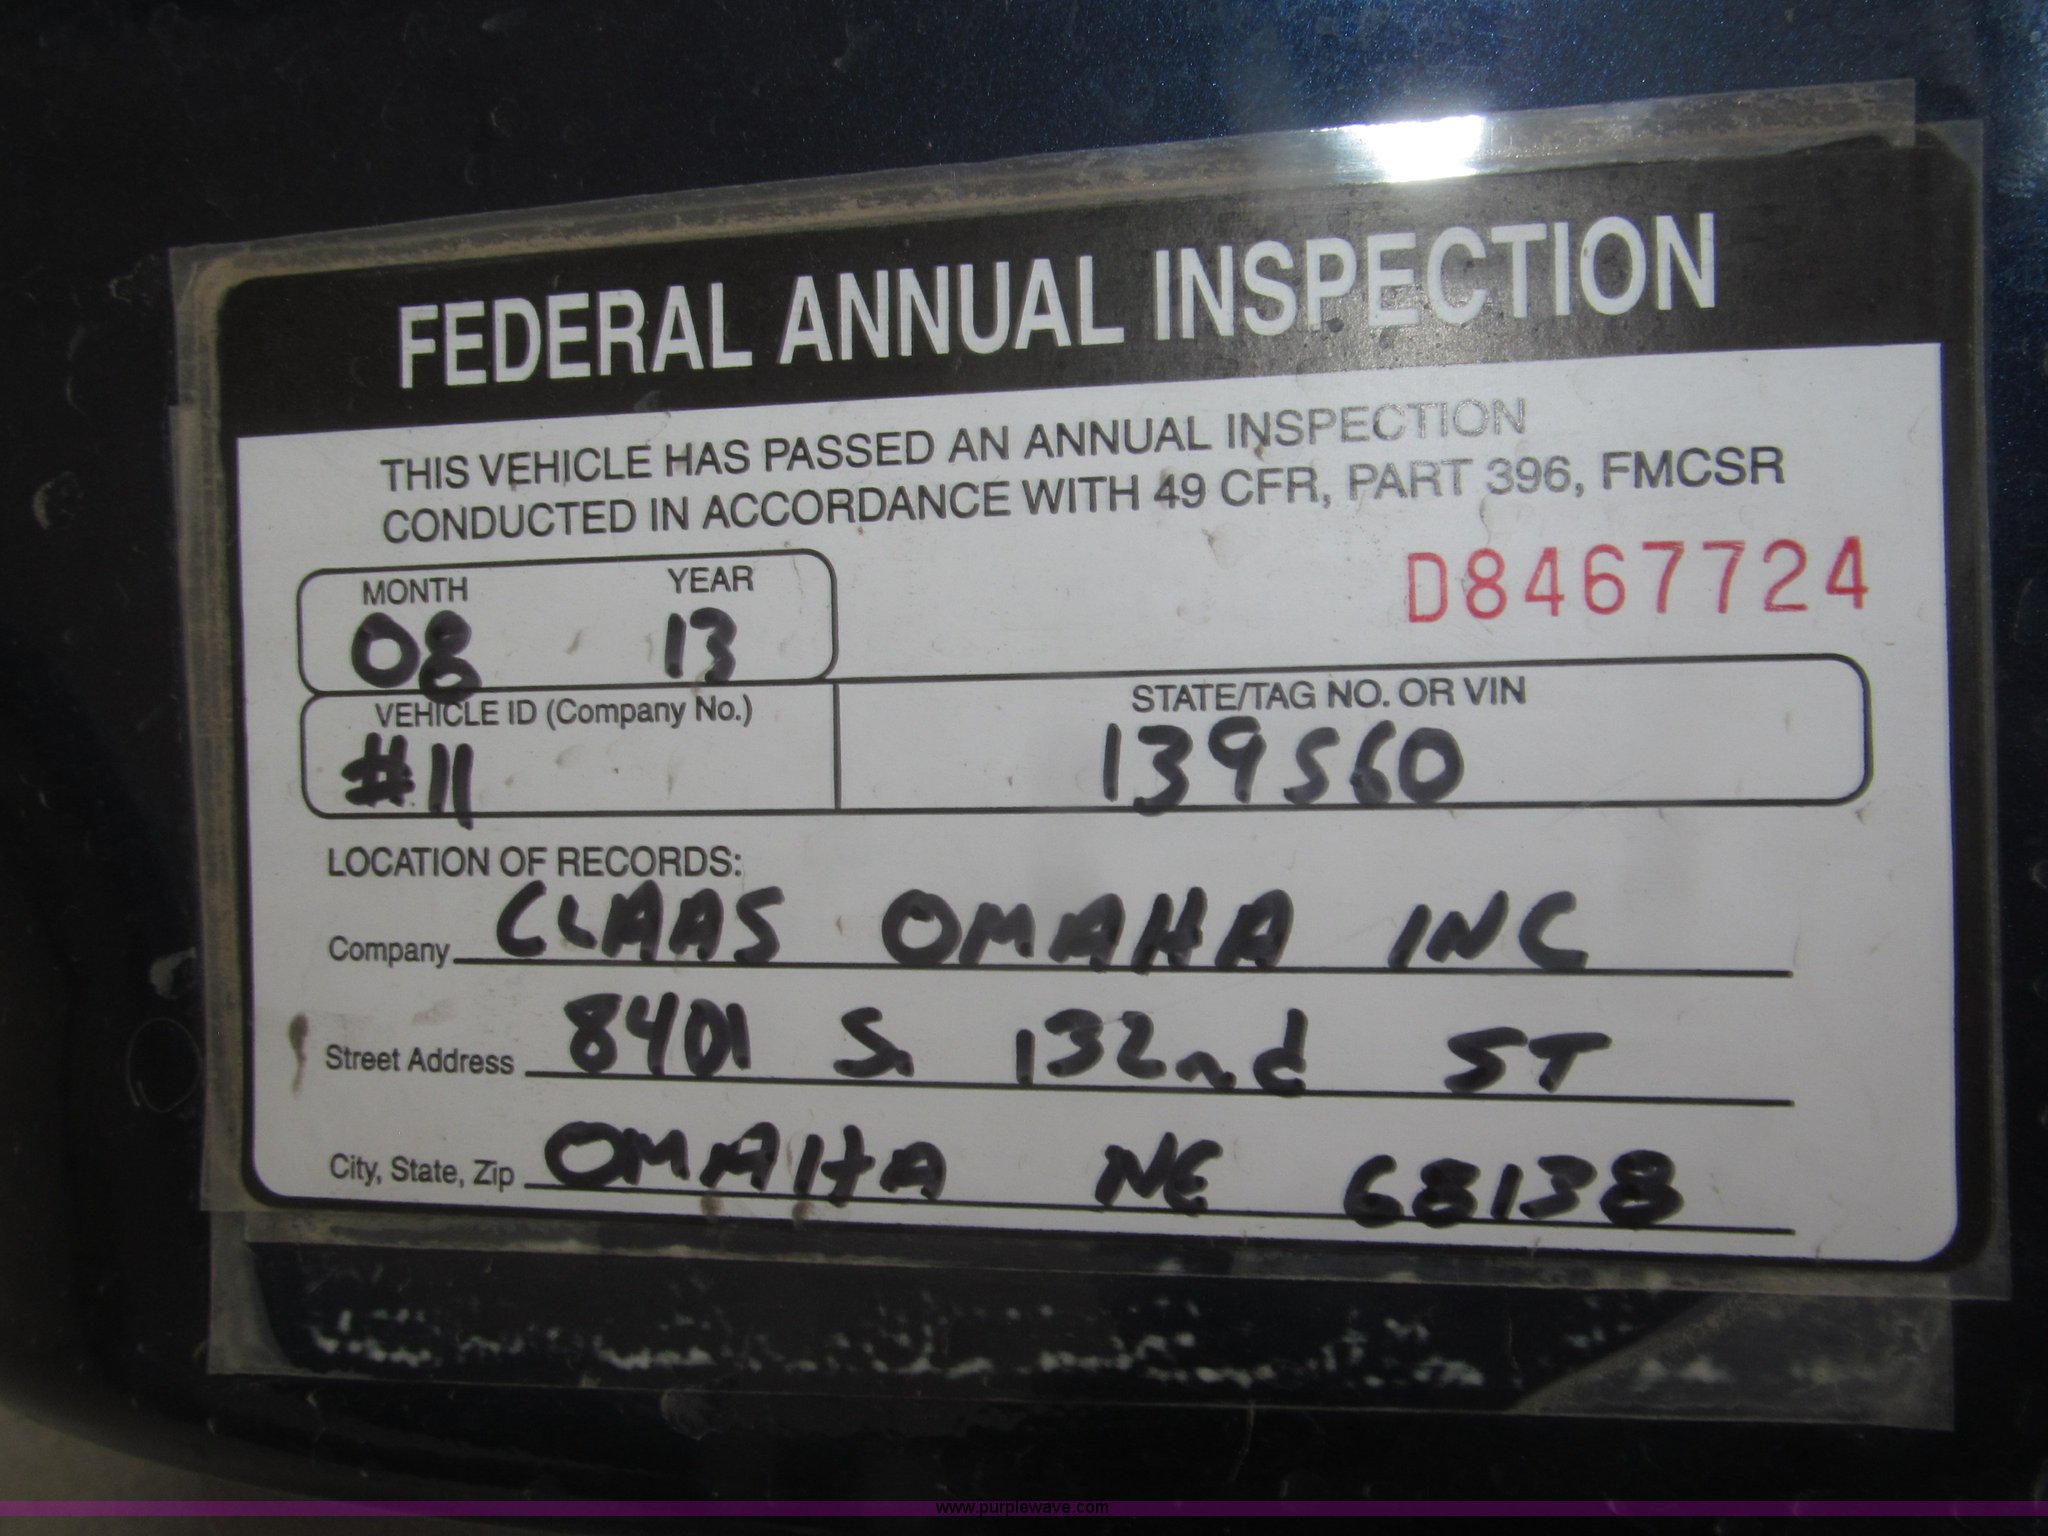 FEDERAL ANNUAL INSPECTION
THIS VEHICLE HAS PASSED AN ANNUAL INSPECTION
CONDUCTED IN ACCORDANCE WITH 49 CFR, PART 396, FMCSR
MONTH YEAR
08 13
D8467724
VEHICLE ID (Company No.)
#11
STATE/TAG NO. OR VIN
139560
LOCATION OF RECORDS:
Company CLAAS OMAHA INC
Street Address 8401 S. 132nd ST
City, State, Zip OMAHA NE 68138
www.purplewave.com